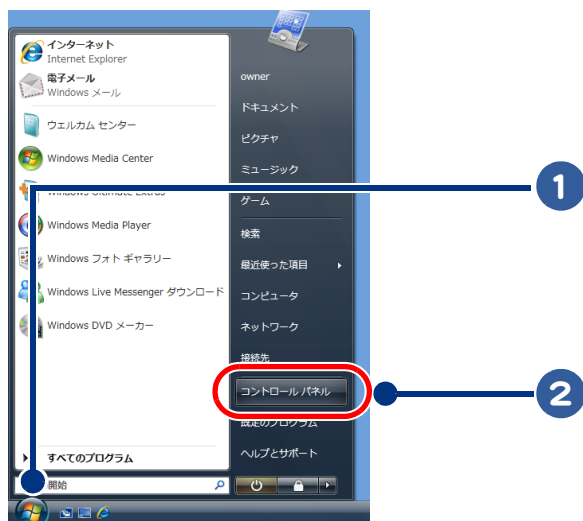 インターネット
Internet Explorer
電子メール
Windows メール
ウェルカム センター
Windows Media Center
Windows Ultimate Extras
Windows Media Player
Windows フォト ギャラリー
Windows Live Messenger ダウンロード
Windows DVD メーカー
すべてのプログラム
開始
owner
ドキュメント
ピクチャ
ミュージック
ゲーム
検索
最近使った項目
コンピュータ
ネットワーク
接続先
コントロール パネル
既定のプログラム
ヘルプとサポート
1
2